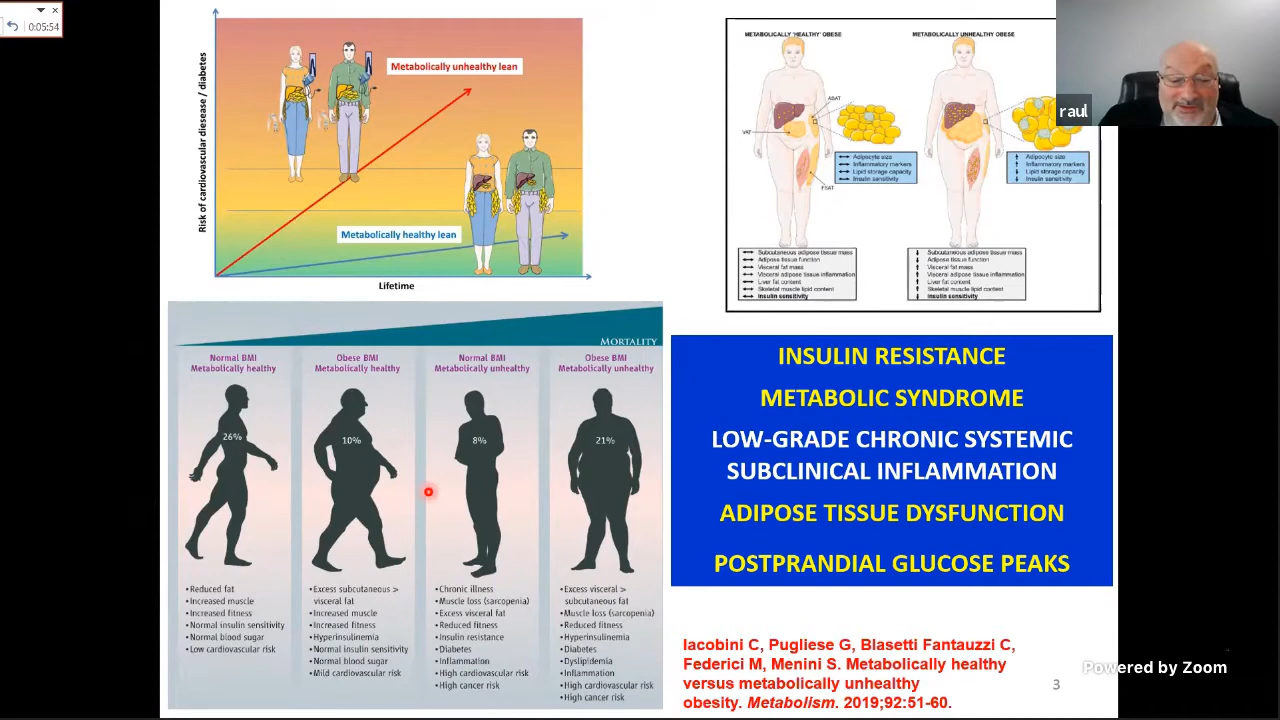 0:05:54
Risk of cardiovascular diesease / diabetes
Metabolically unhealthy lean
Metabolically healthy lean
Lifetime
METABOLICALLY 'HEALTHY' OBESE
METABOLICALLY UNHEALTHY OBESE
ABAT
VAT
FSAT
Adipocyte size
Inflammatory markers
Lipid storage capacity
Insulin sensitivity
Adipocyte size
Inflammatory markers
Lipid storage capacity
Insulin sensitivity
Subcutaneous adipose tissue mass
Adipose tissue function
Visceral fat mass
Visceral adipose tissue inflammation
Liver fat content
Skeletal muscle lipid content
Insulin sensitivity
Subcutaneous adipose tissue mass
Adipose tissue function
Visceral fat mass
Visceral adipose tissue inflammation
Liver fat content
Skeletal muscle lipid content
Insulin sensitivity
raul
MORTALITY
Normal BMI
Metabolically healthy
26%
• Reduced fat
• Increased muscle
• Increased fitness
• Normal insulin sensitivity
• Normal blood sugar
• Low cardiovascular risk
Obese BMI
Metabolically healthy
10%
• Excess subcutaneous >
visceral fat
• Increased muscle
• Increased fitness
• Hyperinsulinemia
• Normal insulin sensitivity
• Normal blood sugar
• Mild cardiovascular risk
Normal BMI
Metabolically unhealthy
8%
• Chronic illness
• Muscle loss (sarcopenia)
• Excess visceral fat
• Reduced fitness
• Insulin resistance
• Diabetes
• Inflammation
• High cardiovascular risk
• High cancer risk
Obese BMI
Metabolically unhealthy
21%
• Excess visceral >
subcutaneous fat
• Muscle loss (sarcopenia)
• Reduced fitness
• Hyperinsulinemia
• Diabetes
• Dyslipidemia
• Inflammation
• High cardiovascular risk
• High cancer risk
INSULIN RESISTANCE
METABOLIC SYNDROME
LOW-GRADE CHRONIC SYSTEMIC
SUBCLINICAL INFLAMMATION
ADIPOSE TISSUE DYSFUNCTION
POSTPRANDIAL GLUCOSE PEAKS
Iacobini C, Pugliese G, Blasetti Fantauzzi C,
Federici M, Menini S. Metabolically healthy
versus metabolically unhealthy
obesity. Metabolism. 2019;92:51-60.
3
Powered by Zoom